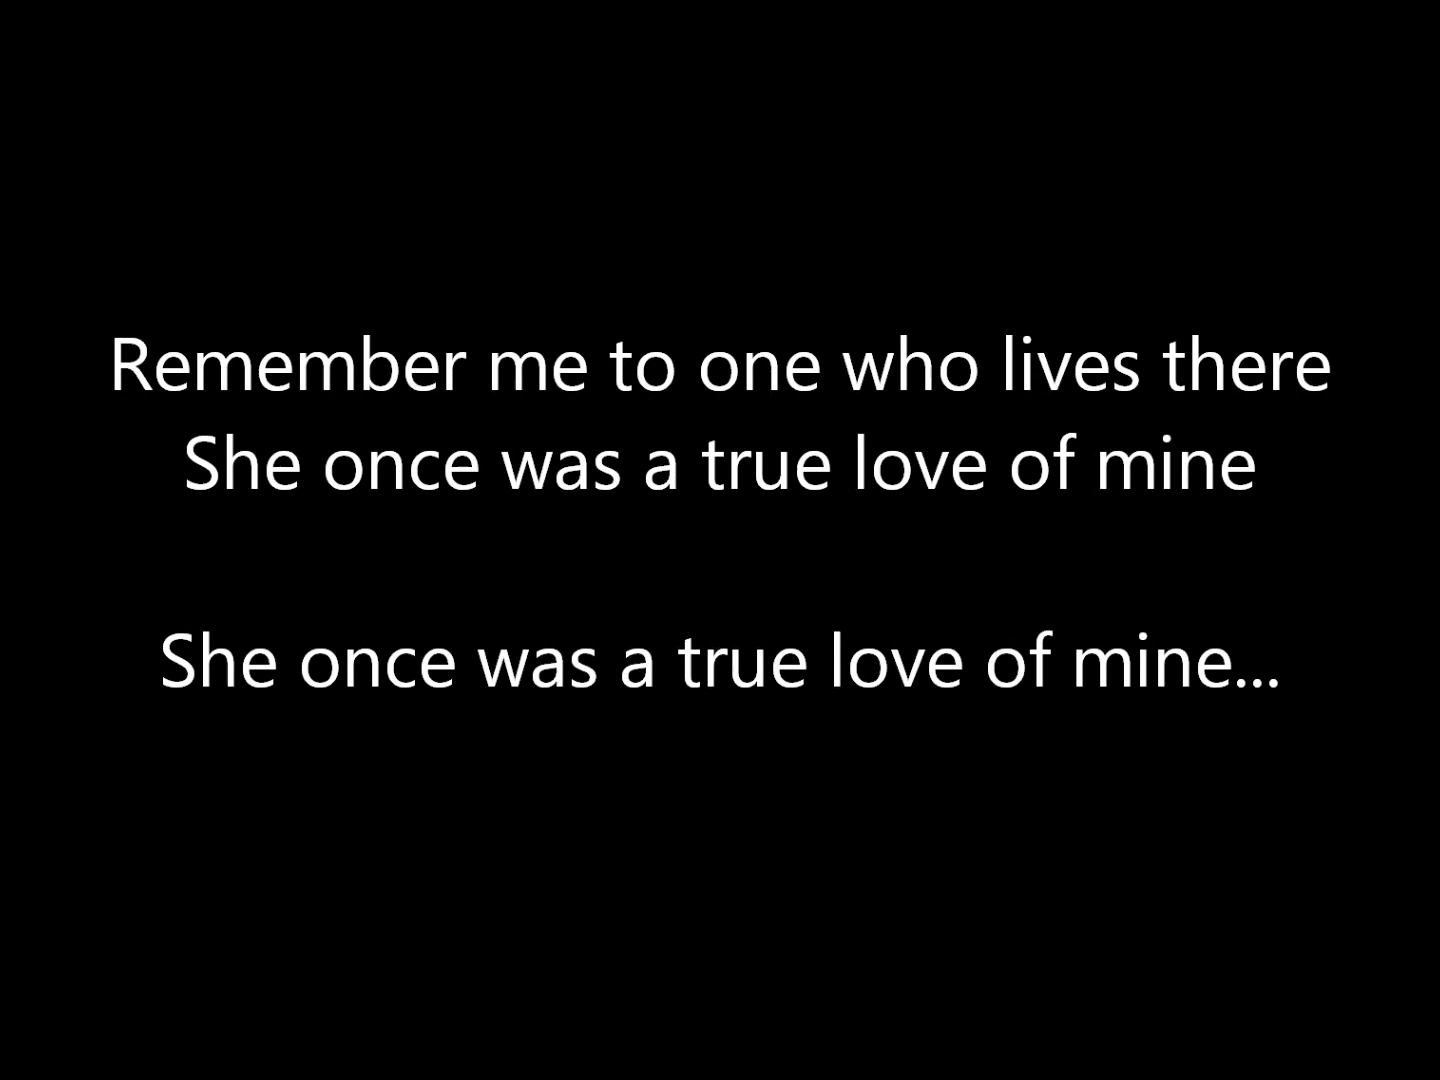 Remember me to one who lives there
She once was a true love of mine
She once was a true love of mine...